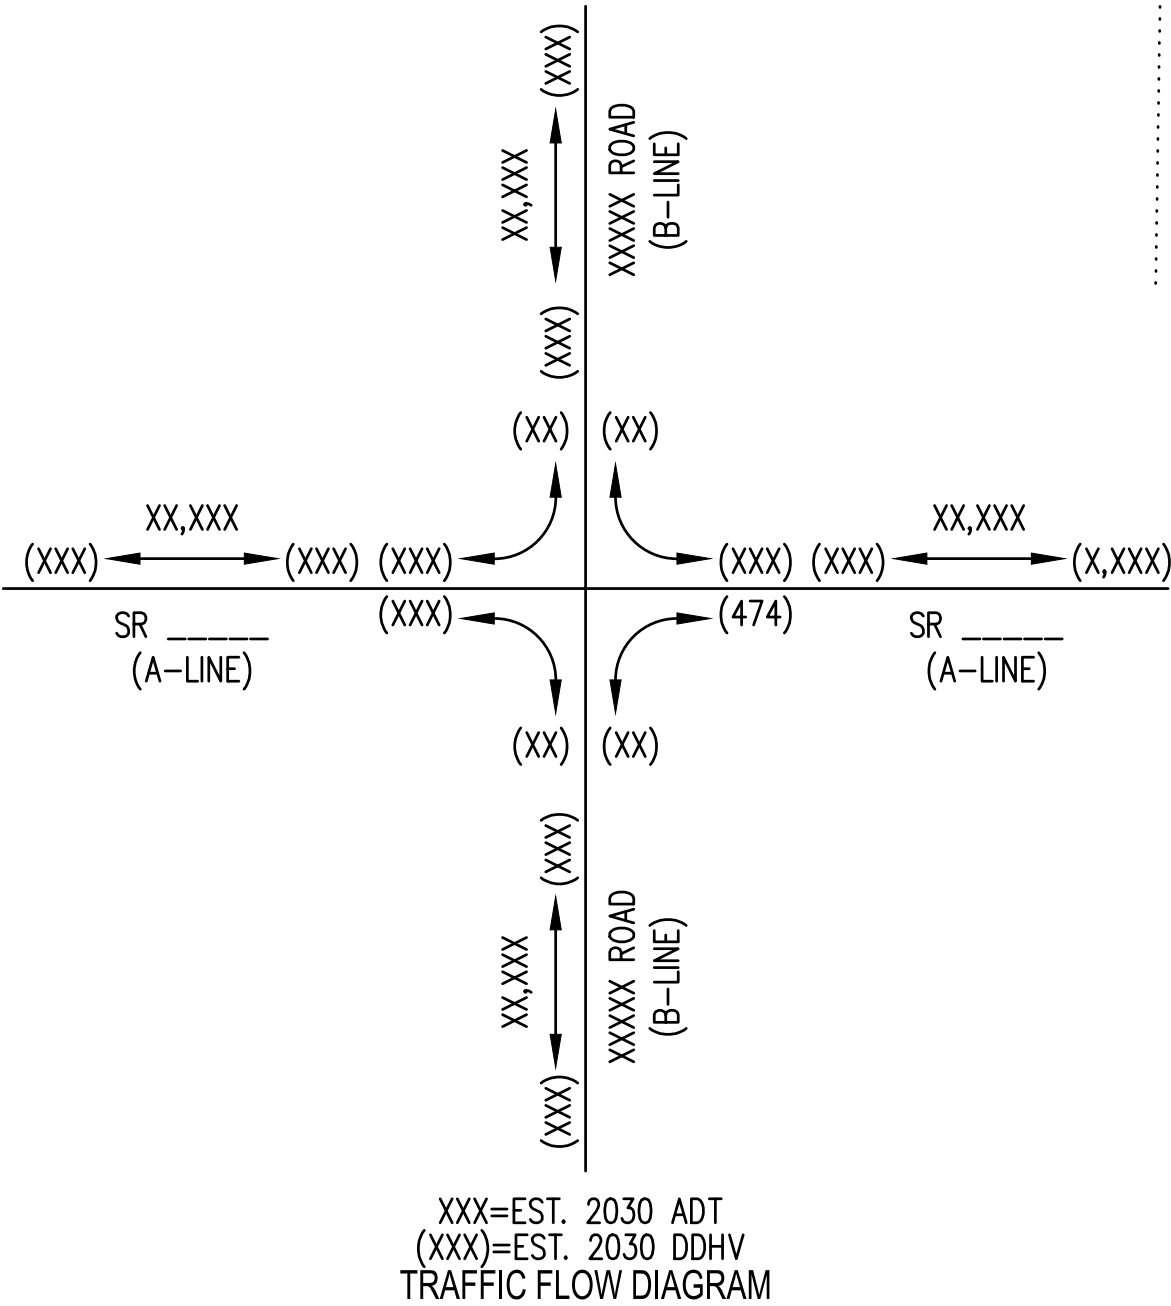 (XXX)
XX,XXX
XXXXX ROAD
(B-LINE)
(XXX)
(XX) (XX)
XX,XXX XX,XXX
(XXX) (XXX) (XXX) (XXX) (XXX) (X,XXX)
(XXX) (474)
SR _____ SR _____
(A-LINE) (A-LINE)
(XX) (XX)
(XXX)
XX,XXX
XXXXX ROAD
(B-LINE)
(XXX)
XXX=EST. 2030 ADT
(XXX)=EST. 2030 DDHV
TRAFFIC FLOW DIAGRAM